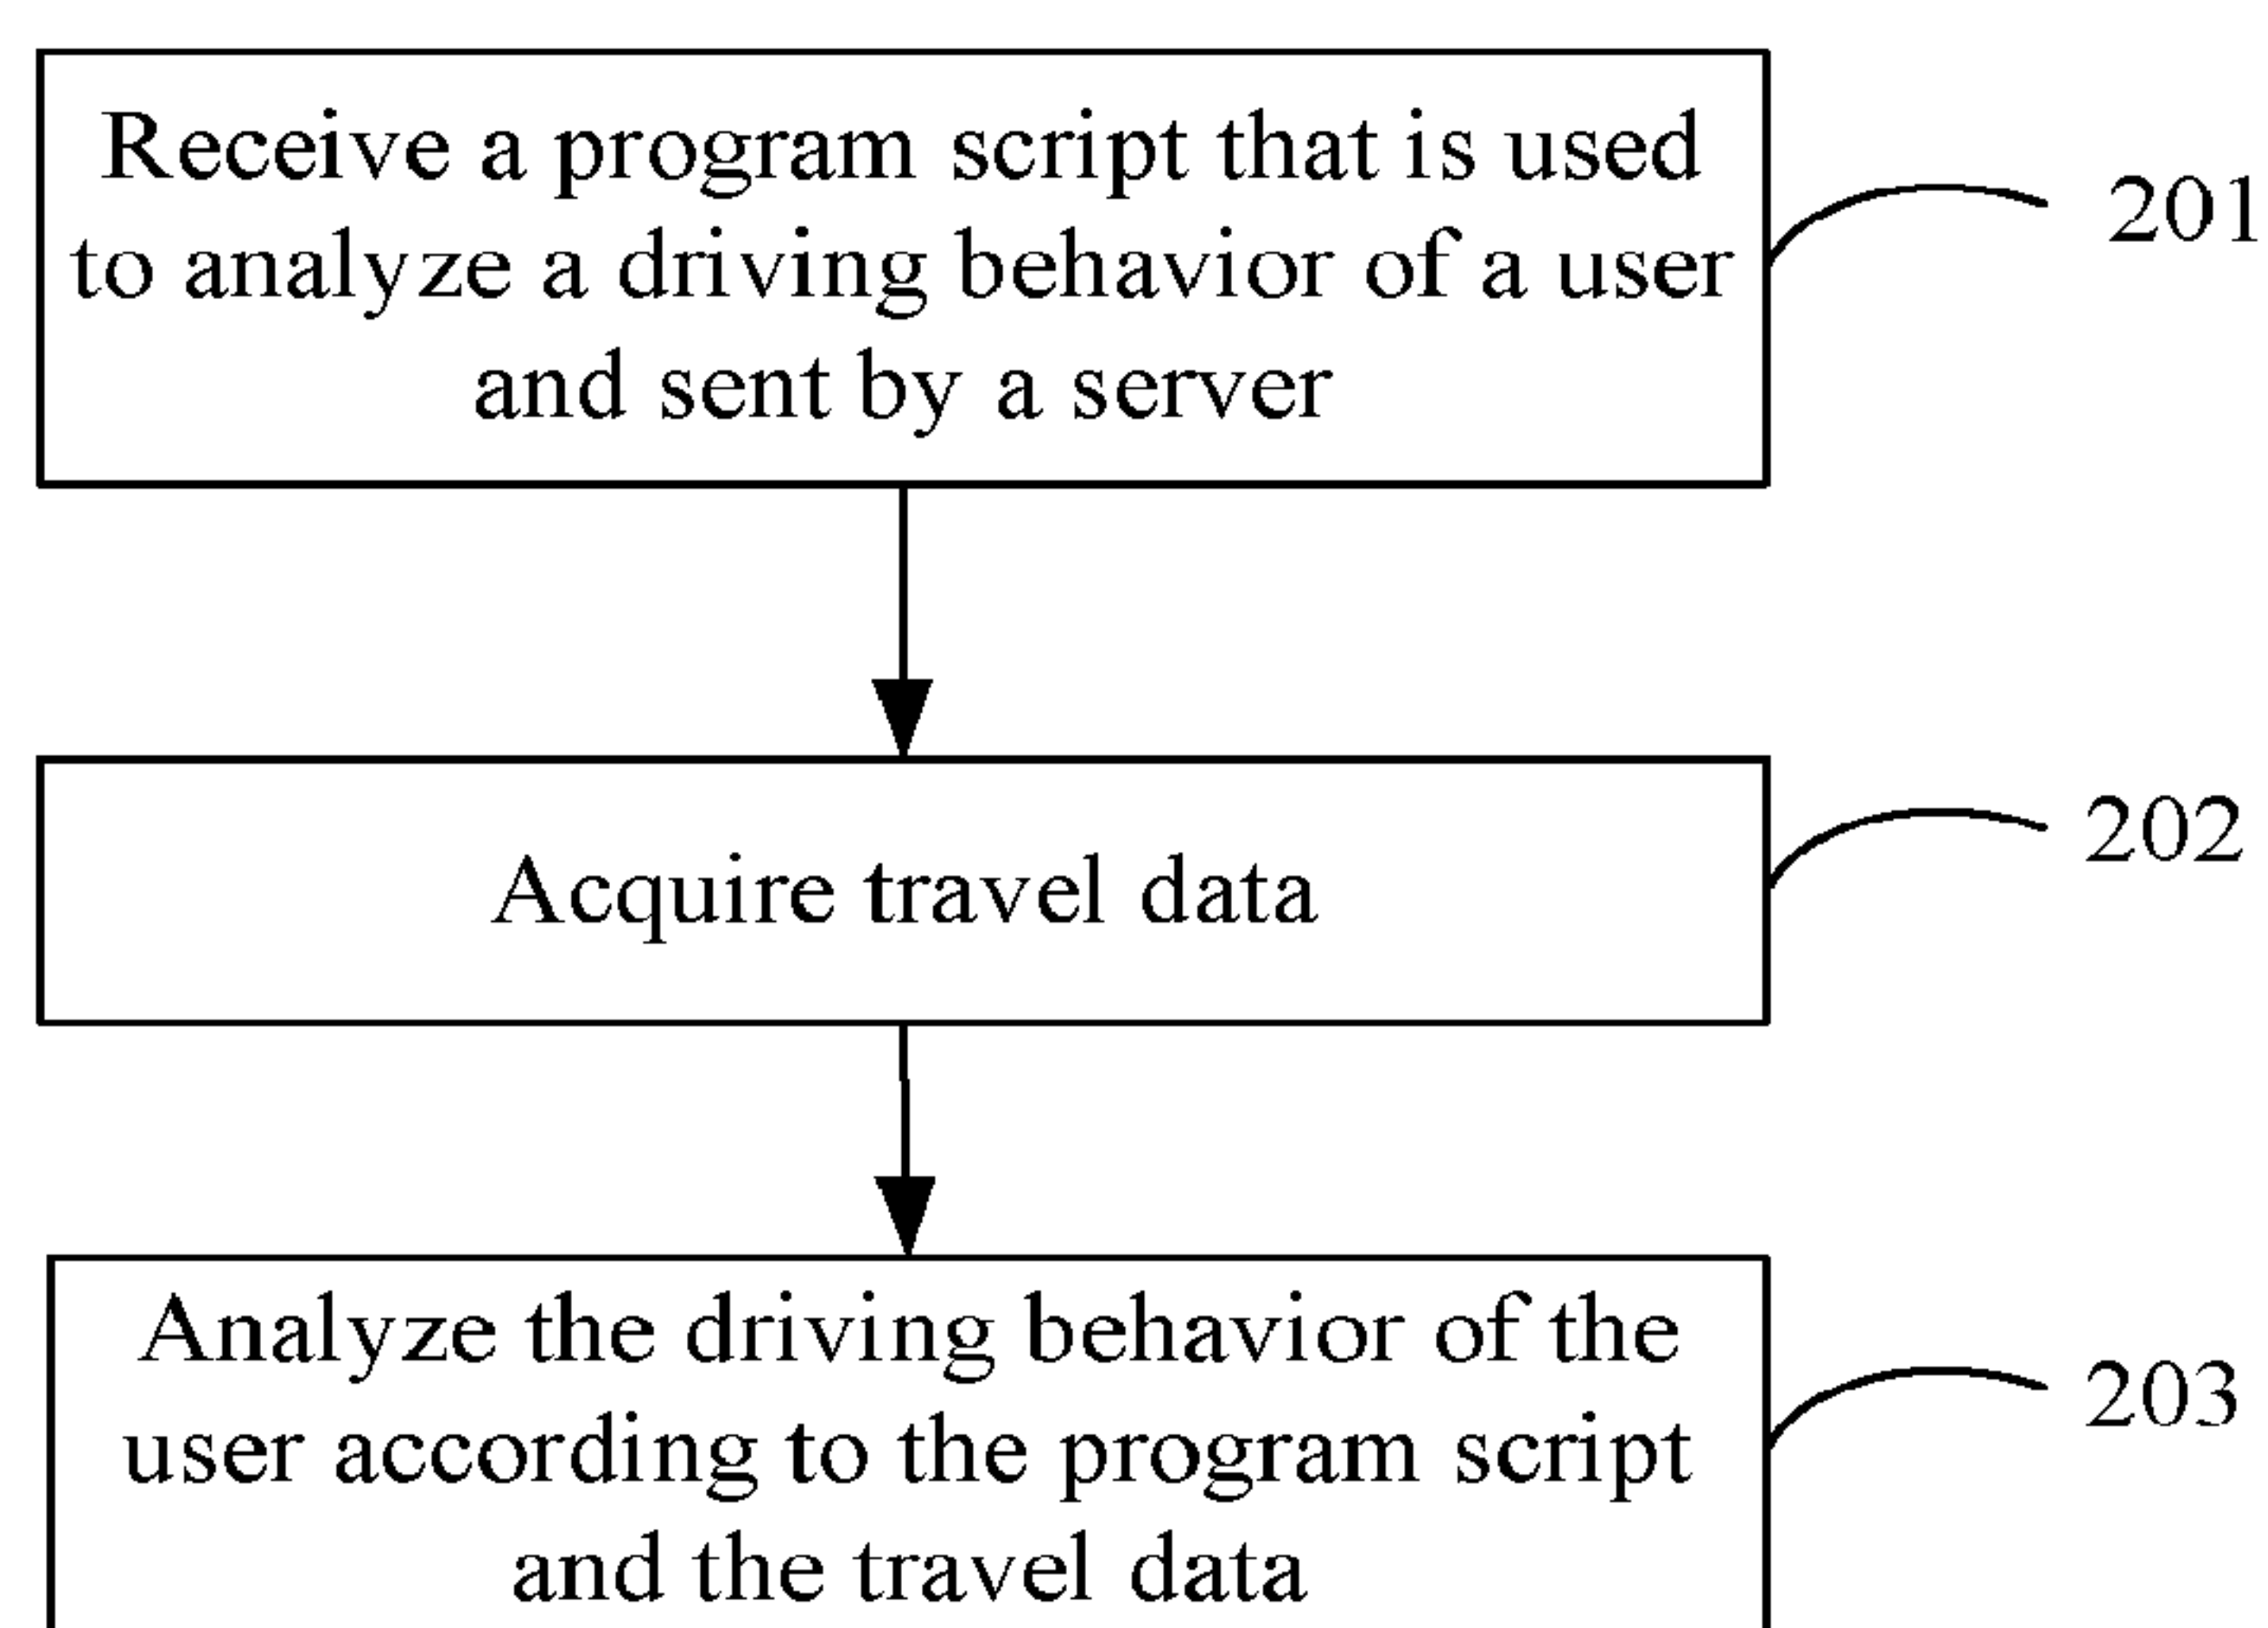 Receive a program script that is used
to analyze a driving behavior of a user
and sent by a server
201
Acquire travel data
202
Analyze the driving behavior of the
user according to the program script
and the travel data
203